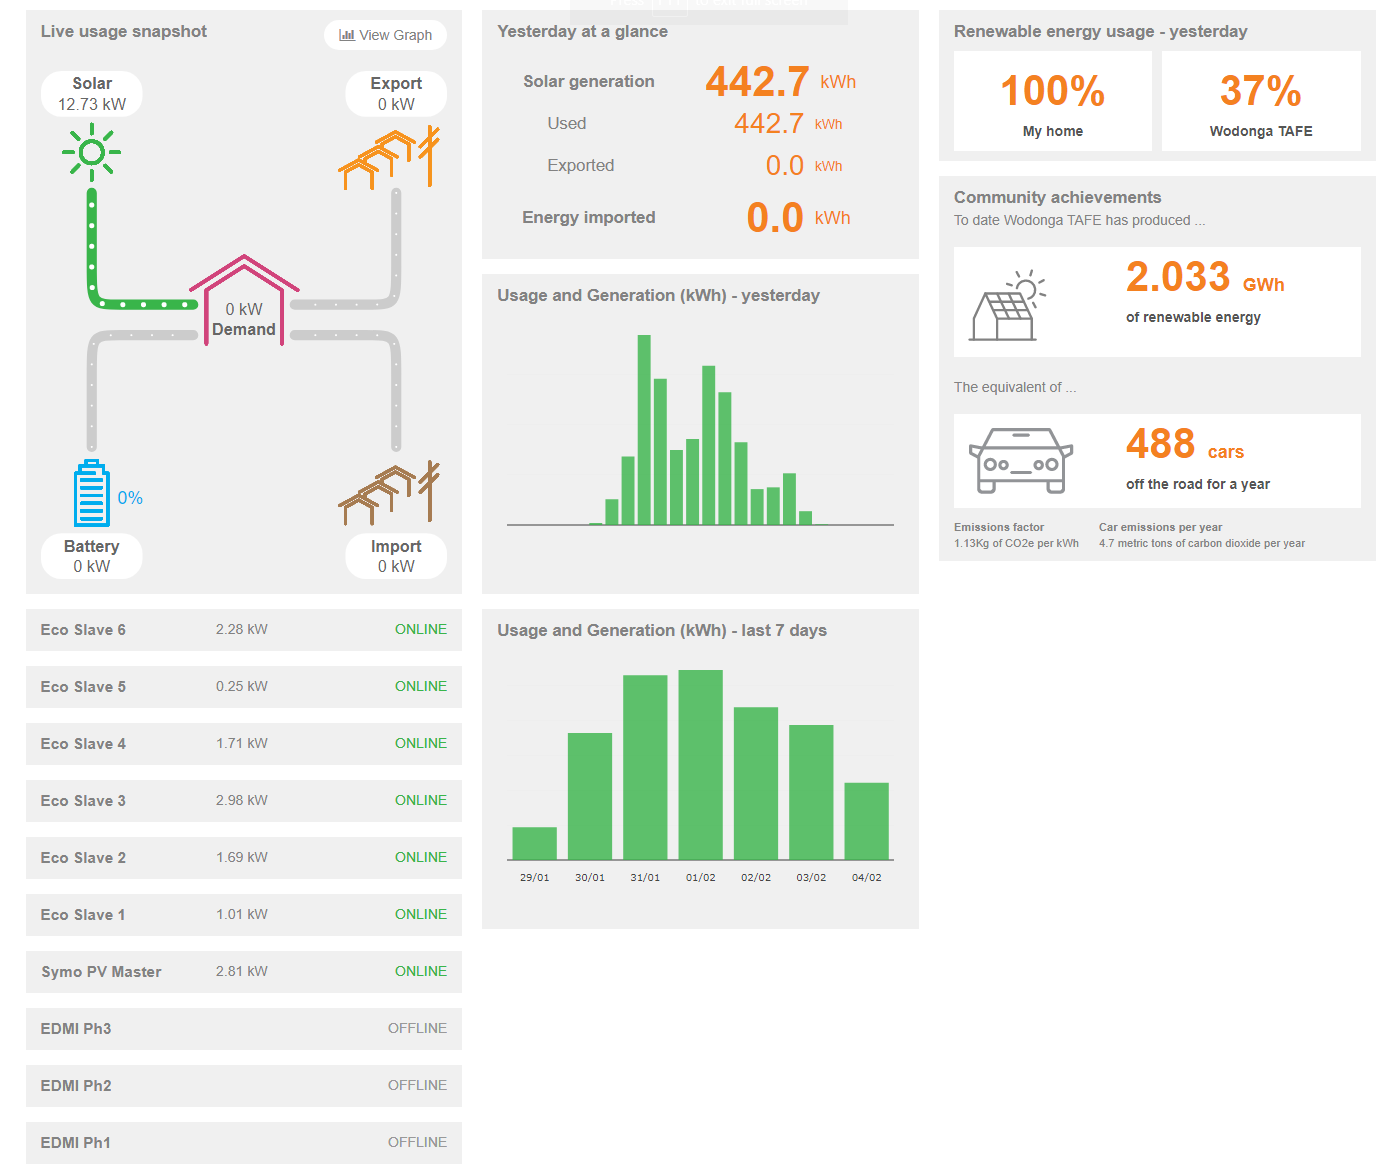 Live usage snapshot
View Graph
Solar
12.73 kW
Export
0 kW
0 kW
Demand
0%
Battery
0 kW
Import
0 kW
Eco Slave 6 2.28 kW ONLINE
Eco Slave 5 0.25 kW ONLINE
Eco Slave 4 1.71 kW ONLINE
Eco Slave 3 2.98 kW ONLINE
Eco Slave 2 1.69 kW ONLINE
Eco Slave 1 1.01 kW ONLINE
Symo PV Master 2.81 kW ONLINE
EDMI Ph3 OFFLINE
EDMI Ph2 OFFLINE
EDMI Ph1 OFFLINE
Yesterday at a glance
Solar generation 442.7 kWh
Used 442.7 kWh
Exported 0.0 kWh
Energy imported 0.0 kWh
Usage and Generation (kWh) - yesterday
Usage and Generation (kWh) - last 7 days
29/01 30/01 31/01 01/02 02/02 03/02 04/02
Renewable energy usage - yesterday
100%
My home
37%
Wodonga TAFE
Community achievements
To date Wodonga TAFE has produced ...
2.033 GWh
of renewable energy
The equivalent of ...
488 cars
off the road for a year
Emissions factor
1.13Kg of CO2e per kWh
Car emissions per year
4.7 metric tons of carbon dioxide per year